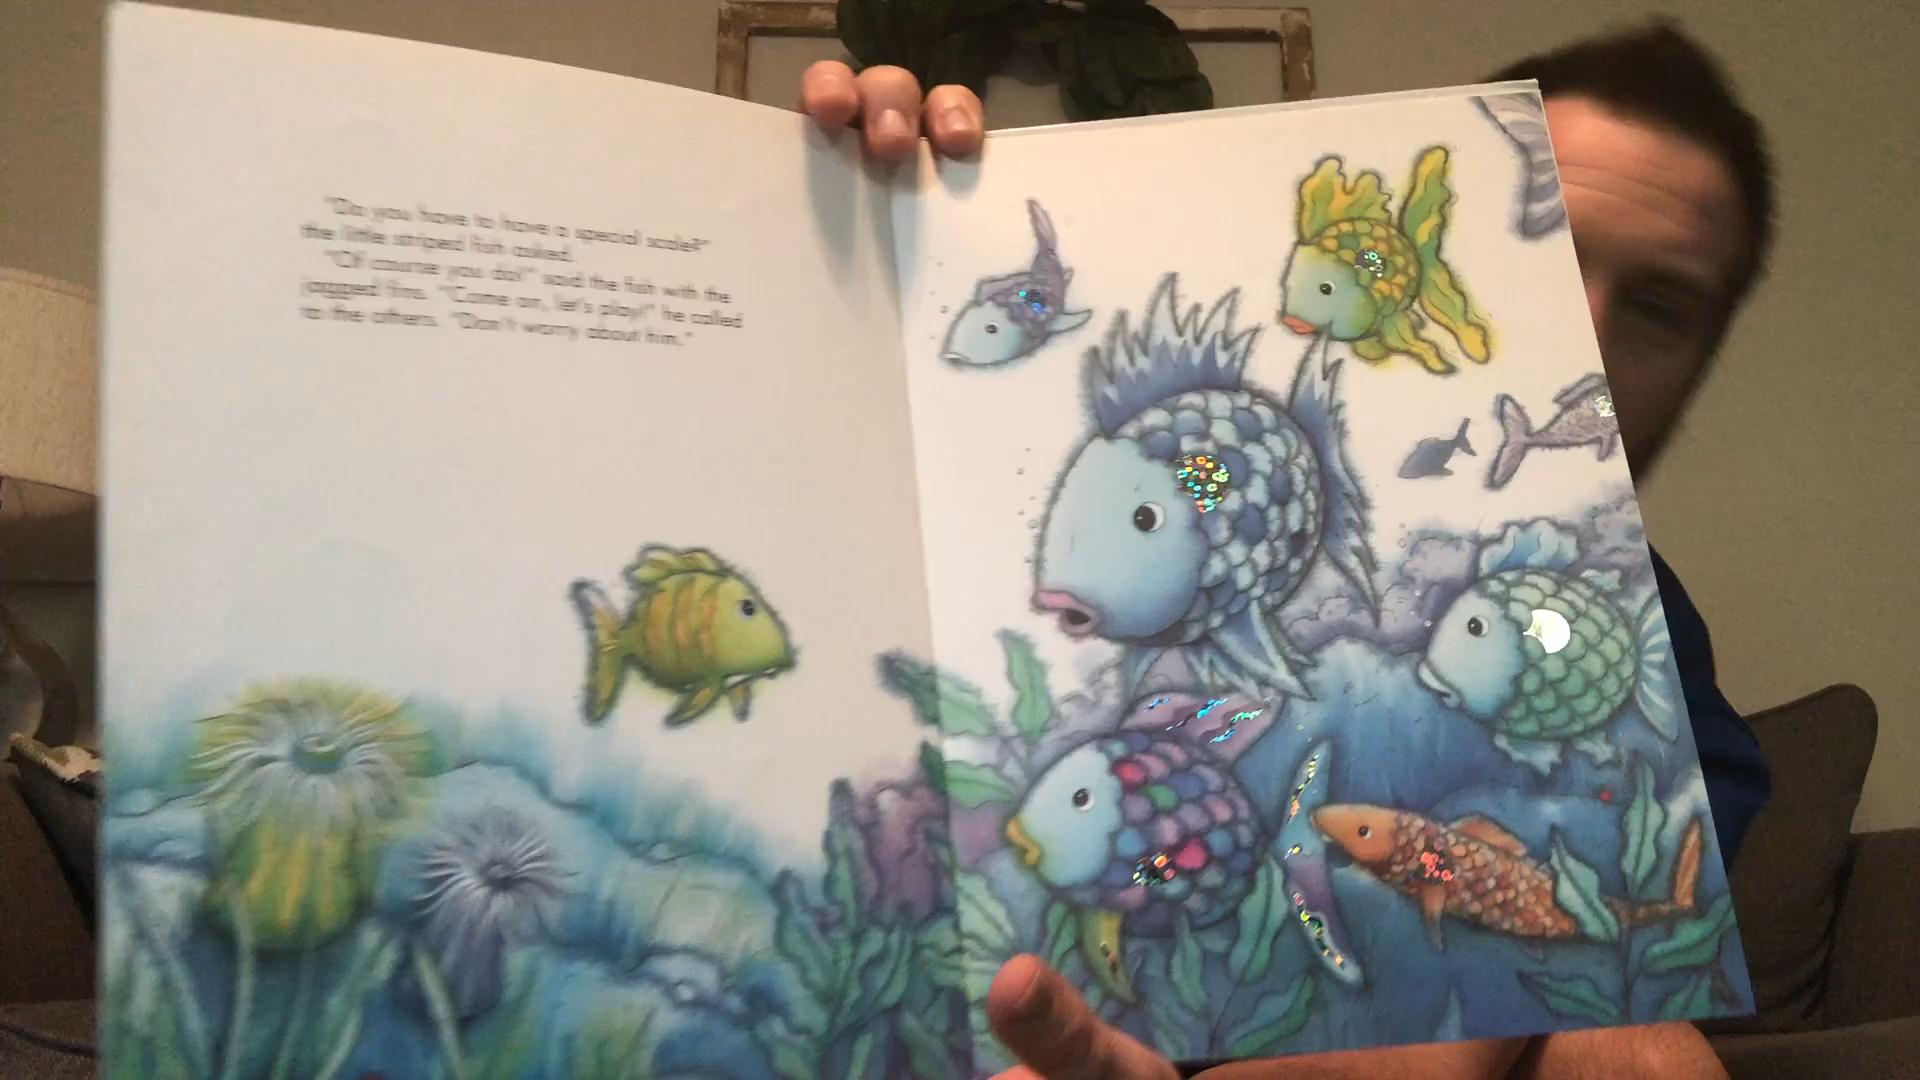 "Do you have to have a special scale?"
the little striped fish asked.
"Of course you do!" said the fish with the
jagged fins. "Come on, let's play!" he called
to the others. "Don't worry about him."